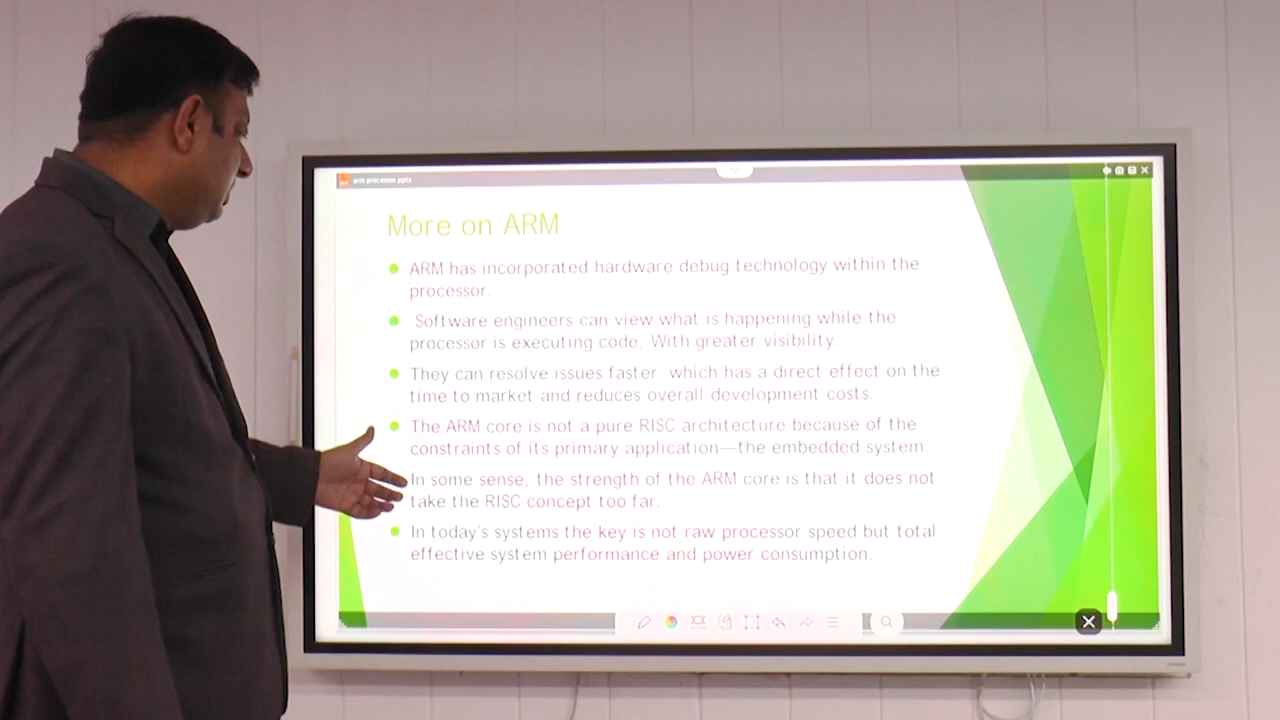 arm processor.pptx
More on ARM
ARM has incorporated hardware debug technology within the
processor.
Software engineers can view what is happening while the
processor is executing code. With greater visibility.
They can resolve issues faster which has a direct effect on the
time to market and reduces overall development costs.
The ARM core is not a pure RISC architecture because of the
constraints of its primary application—the embedded system.
In some sense, the strength of the ARM core is that it does not
take the RISC concept too far.
In today's systems the key is not raw processor speed but total
effective system performance and power consumption.